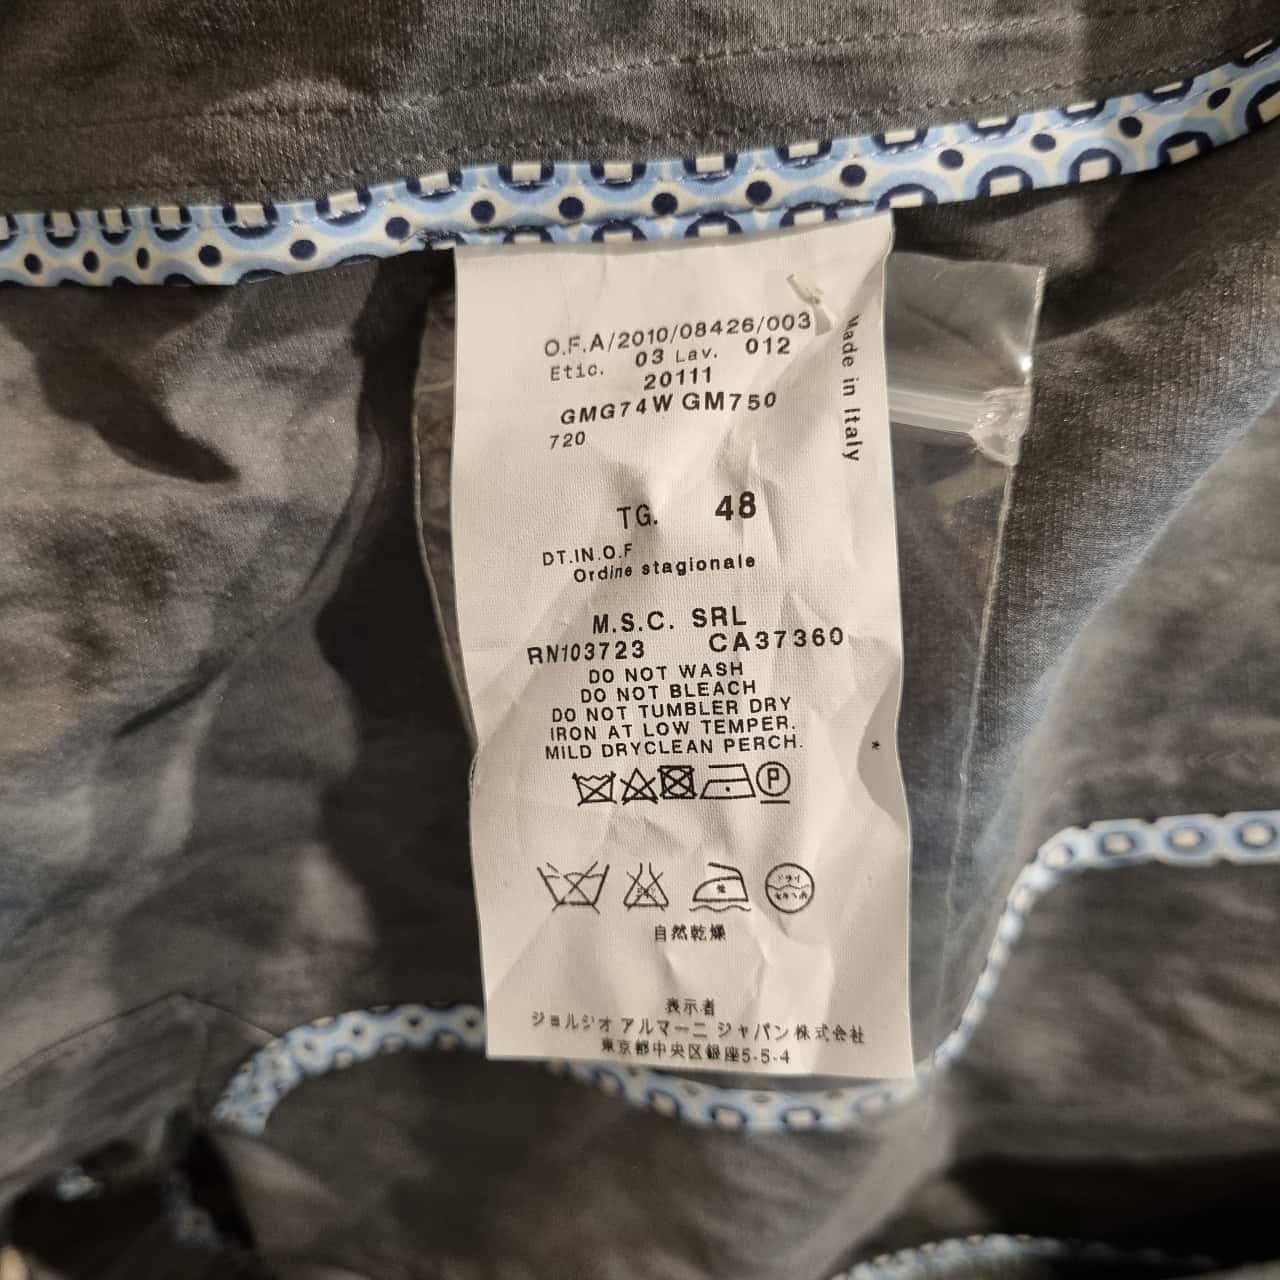 O.F.A/2010/08426/003
Etic. 03 Lav. 012
20111
GMG74W GM750
720
Made in Italy
TG. 48
DT.IN.O.F
Ordine stagionale
M.S.C. SRL
RN103723 CA37360
DO NOT WASH
DO NOT BLEACH
DO NOT TUMBLER DRY
IRON AT LOW TEMPER.
MILD DRYCLEAN PERCH.
P
自然乾燥
表示者
ジョルジオ アルマーニ ジャパン株式会社
東京都中央区銀座5-5-4